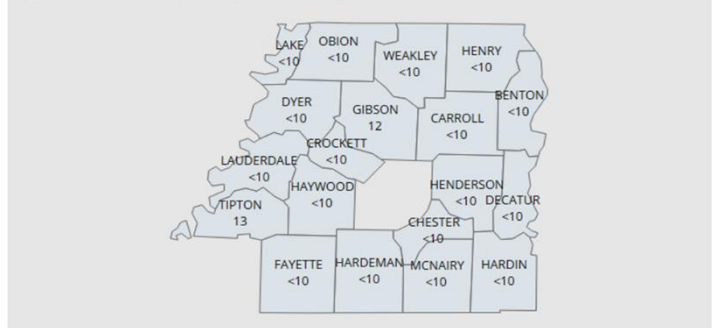 LAKE
<10
OBION
<10
WEAKLEY
<10
HENRY
<10
BENTON
<10
DYER
<10
GIBSON
12
CARROLL
<10
CROCKETT
<10
LAUDERDALE
<10
HAYWOOD
<10
HENDERSON
<10
DECATUR
<10
TIPTON
13
CHESTER
<10
FAYETTE
<10
HARDEMAN
<10
MCNAIRY
<10
HARDIN
<10